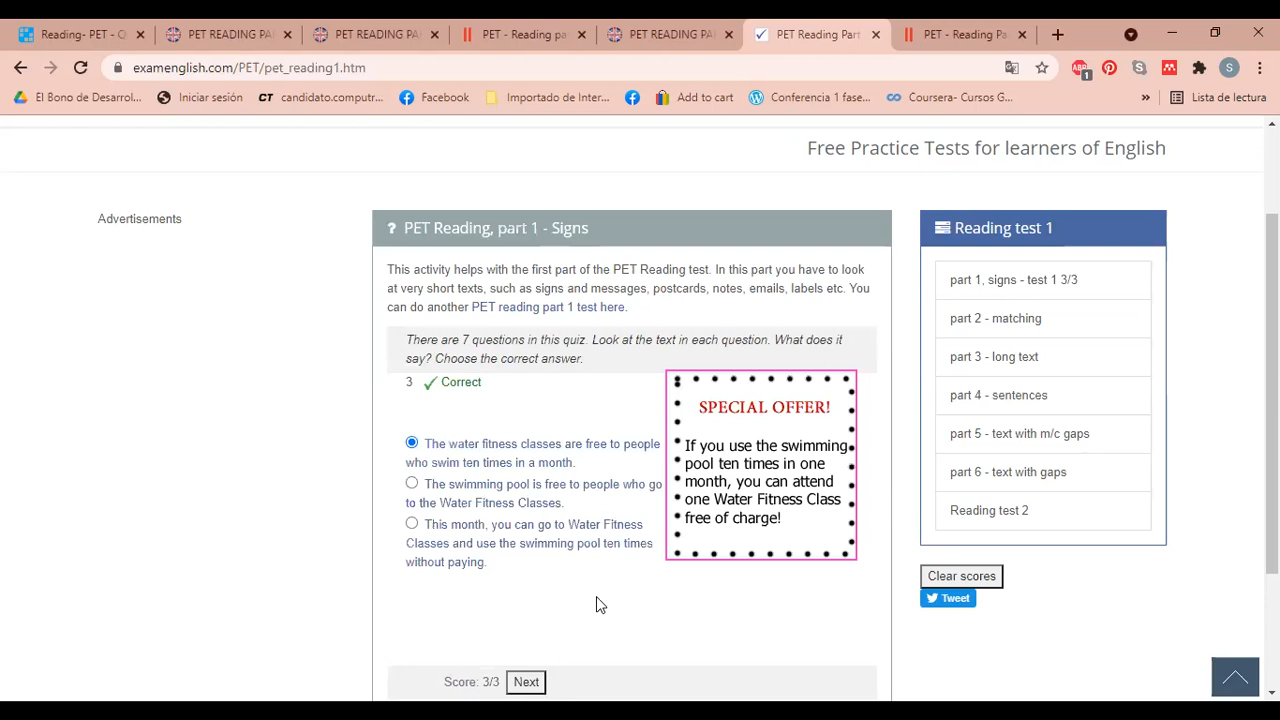 Reading- PET - Q
PET READING PA
PET READING PA
PET - Reading pa
PET READING PA
PET Reading Part
PET - Reading Pa
examenglish.com/PET/pet_reading1.htm
ABP
1
S
El Bono de Desarrol...
Iniciar sesión
CT candidato.computr...
Facebook
Importado de Inter...
Add to cart
Conferencia 1 fase...
Coursera- Cursos G...
»
Lista de lectura
Free Practice Tests for learners of English
Advertisements
? PET Reading, part 1 - Signs
This activity helps with the first part of the PET Reading test. In this part you have to look
at very short texts, such as signs and messages, postcards, notes, emails, labels etc. You
can do another PET reading part 1 test here.
There are 7 questions in this quiz. Look at the text in each question. What does it
say? Choose the correct answer.
3 ✓ Correct
The water fitness classes are free to people
who swim ten times in a month.
The swimming pool is free to people who go
to the Water Fitness Classes.
This month, you can go to Water Fitness
Classes and use the swimming pool ten times
without paying.
SPECIAL OFFER!
If you use the swimming
pool ten times in one
month, you can attend
one Water Fitness Class
free of charge!
Score: 3/3
Next
Reading test 1
part 1, signs - test 1 3/3
part 2 - matching
part 3 - long text
part 4 - sentences
part 5 - text with m/c gaps
part 6 - text with gaps
Reading test 2
Clear scores
Tweet